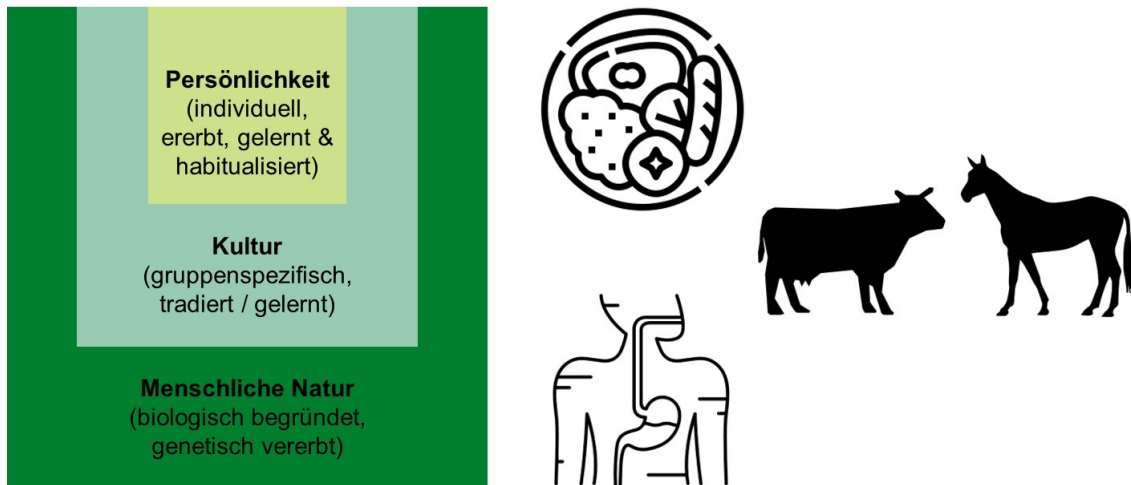 Persönlichkeit
(individuell,
ererbt, gelernt &
habitualisiert)
Kultur
(gruppenspezifisch,
tradiert / gelernt)
Menschliche Natur
(biologisch begründet,
genetisch vererbt)